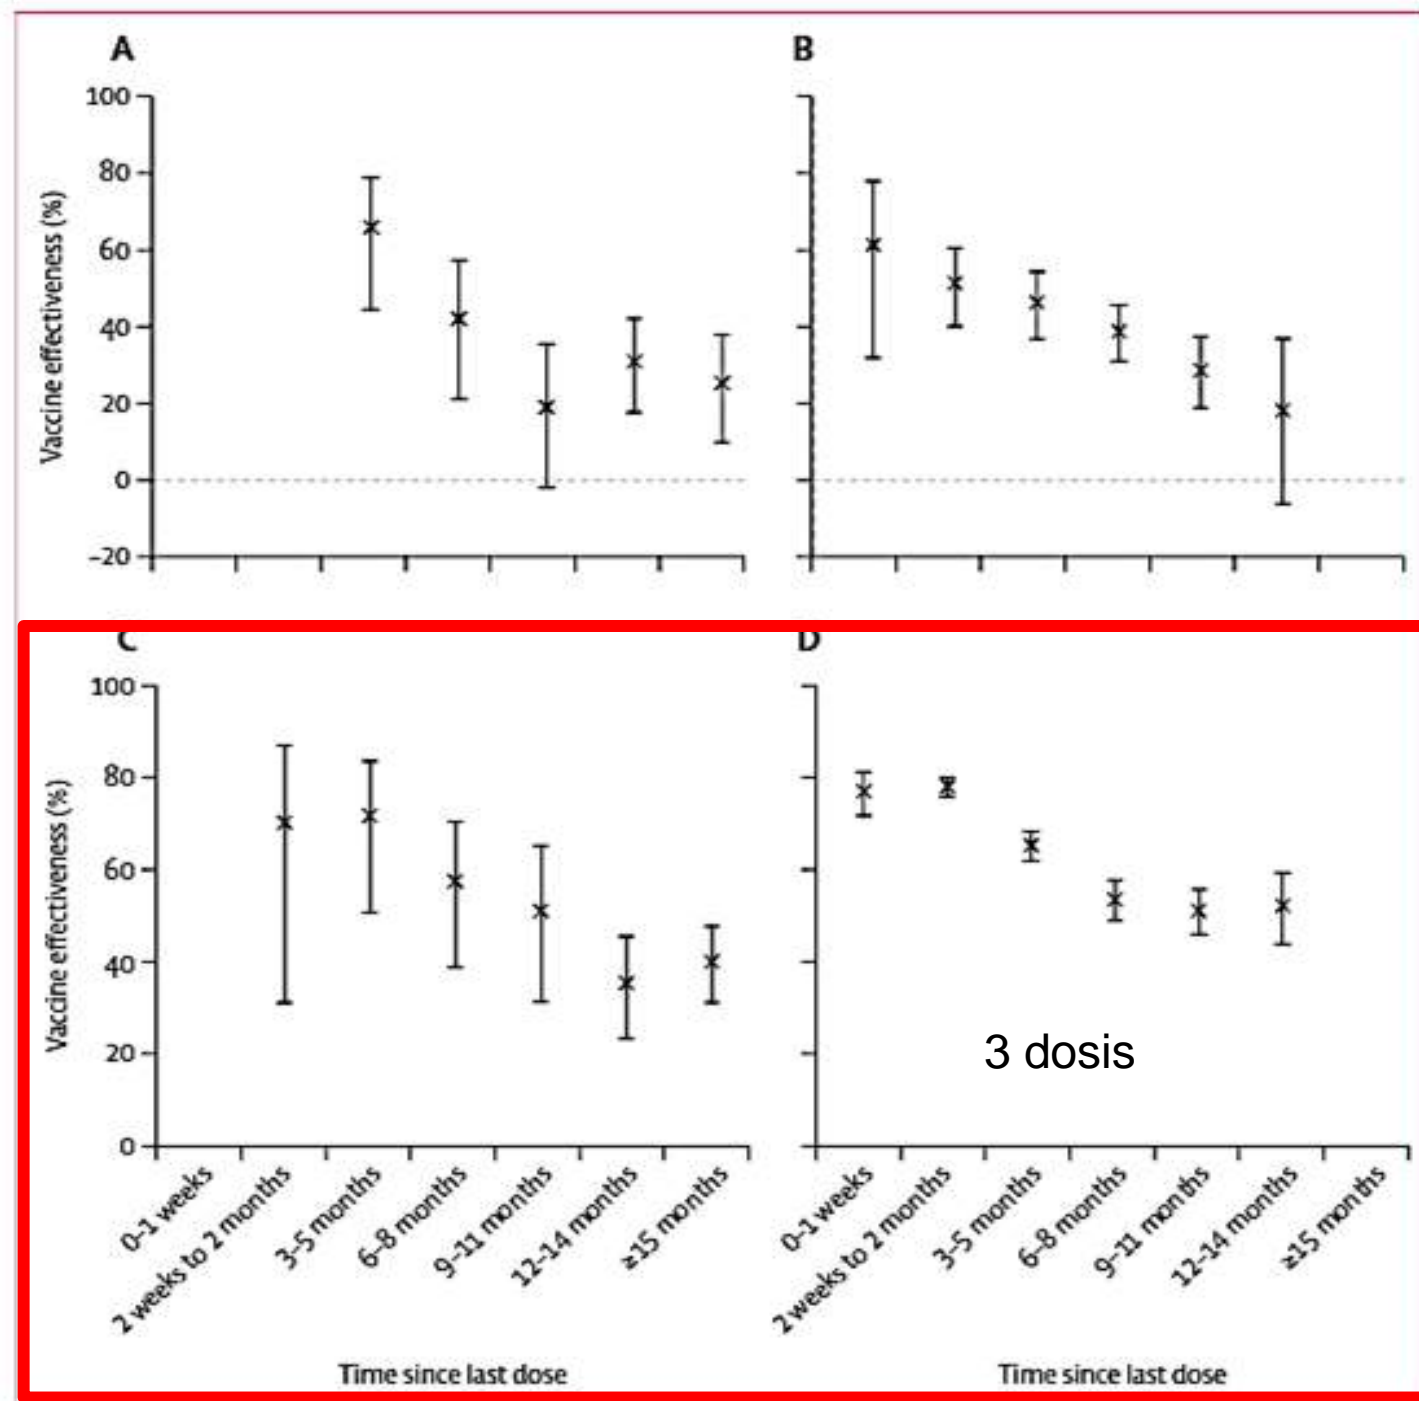 A
B
Vaccine effectiveness (%)
100
80
60
40
20
0
–20
C
D
Vaccine effectiveness (%)
100
80
60
40
20
0
3 dosis
0–1 weeks
2 weeks to 2 months
3–5 months
6–8 months
9–11 months
12–14 months
≥15 months
0–1 weeks
2 weeks to 2 months
3–5 months
6–8 months
9–11 months
12–14 months
≥15 months
Time since last dose
Time since last dose